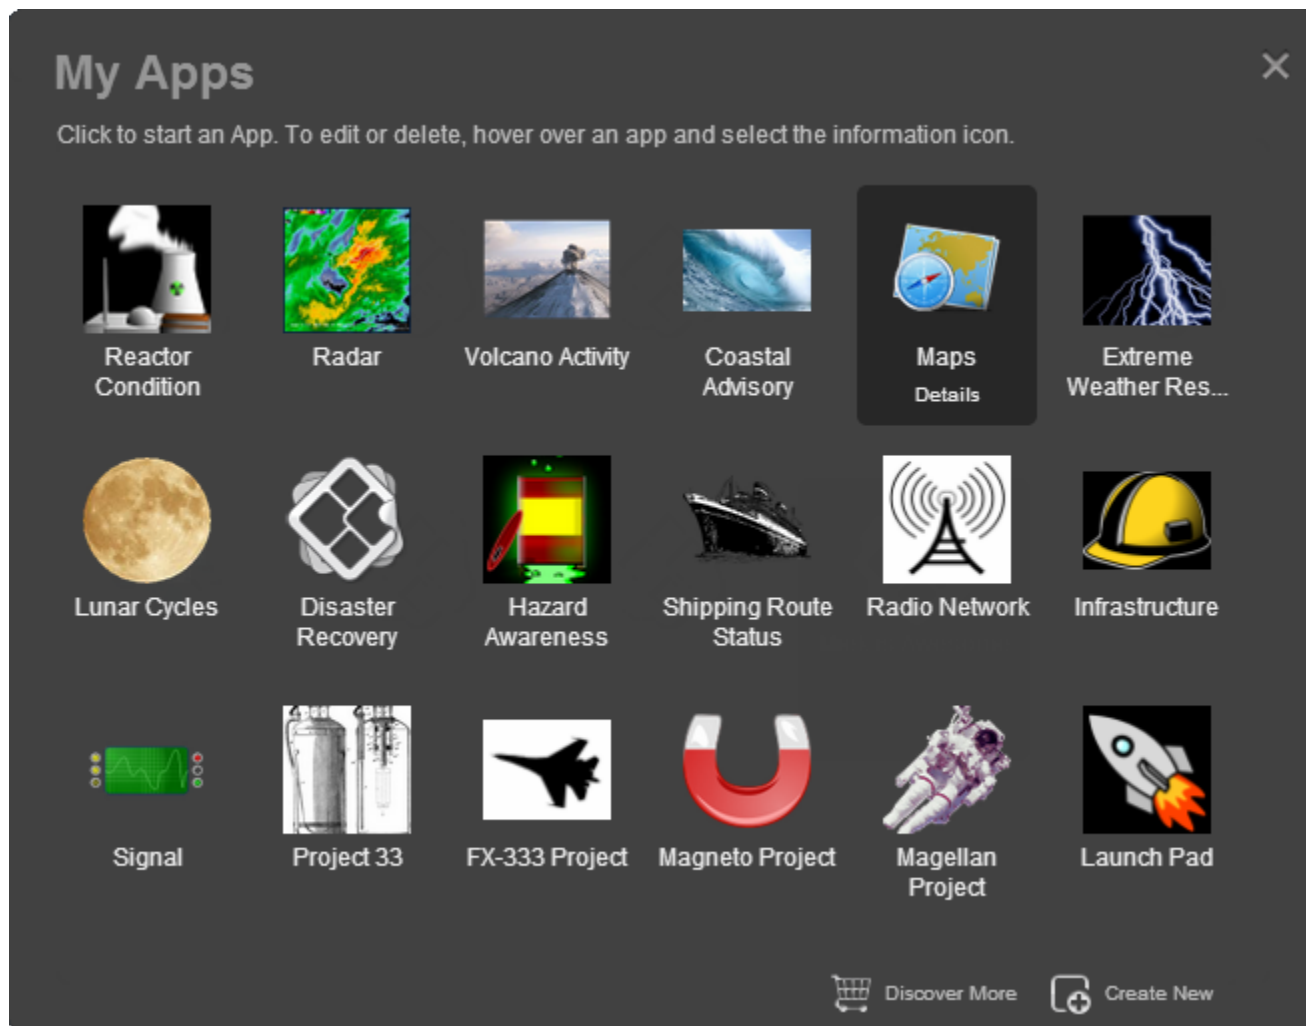 My Apps
Click to start an App. To edit or delete, hover over an app and select the information icon.
Reactor
Condition
Radar
Volcano Activity
Coastal
Advisory
Maps
Details
Extreme
Weather Res...
Lunar Cycles
Disaster
Recovery
Hazard
Awareness
Shipping Route
Status
Radio Network
Infrastructure
Signal
Project 33
FX-333 Project
Magneto Project
Magellan
Project
Launch Pad
Discover More
Create New